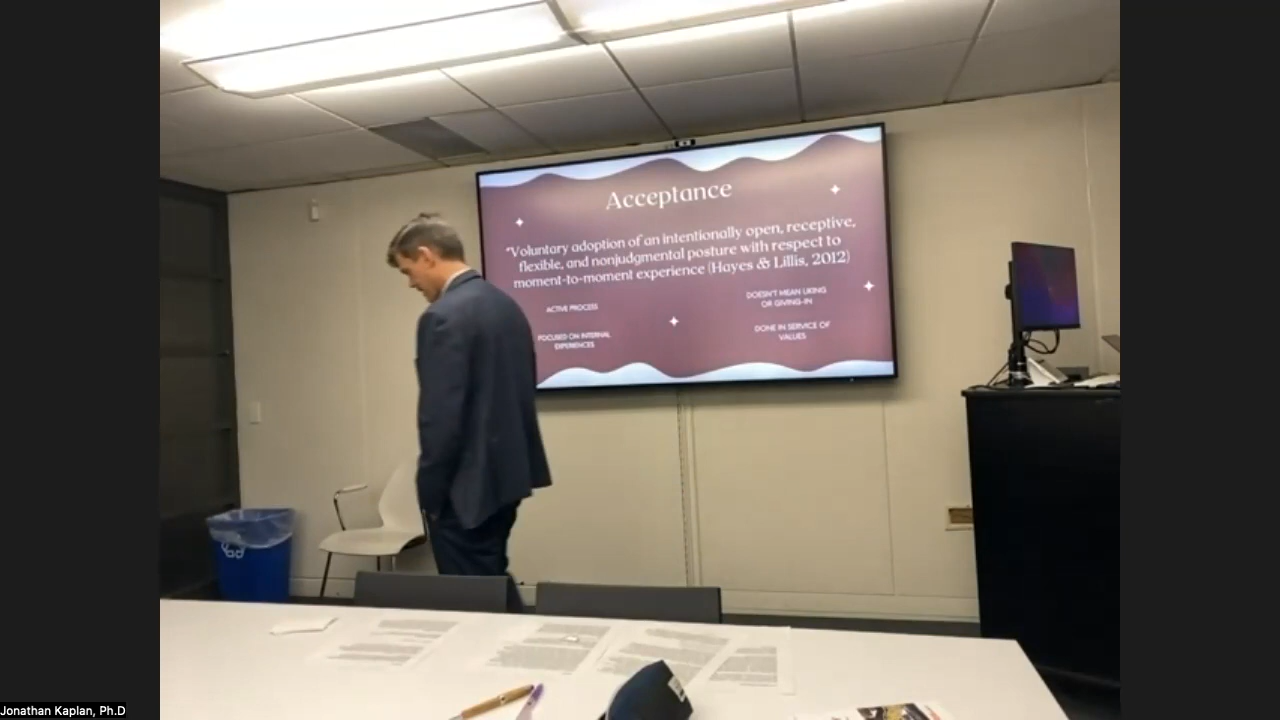 Acceptance
"Voluntary adoption of an intentionally open, receptive,
flexible, and nonjudgmental posture with respect to
moment-to-moment experience (Hayes & Lillis, 2012)
ACTIVE PROCESS
DOESN'T MEAN LIKING
OR GIVING-IN
FOCUSED ON INTERNAL
EXPERIENCES
DONE IN SERVICE OF
VALUES
Jonathan Kaplan, Ph.D